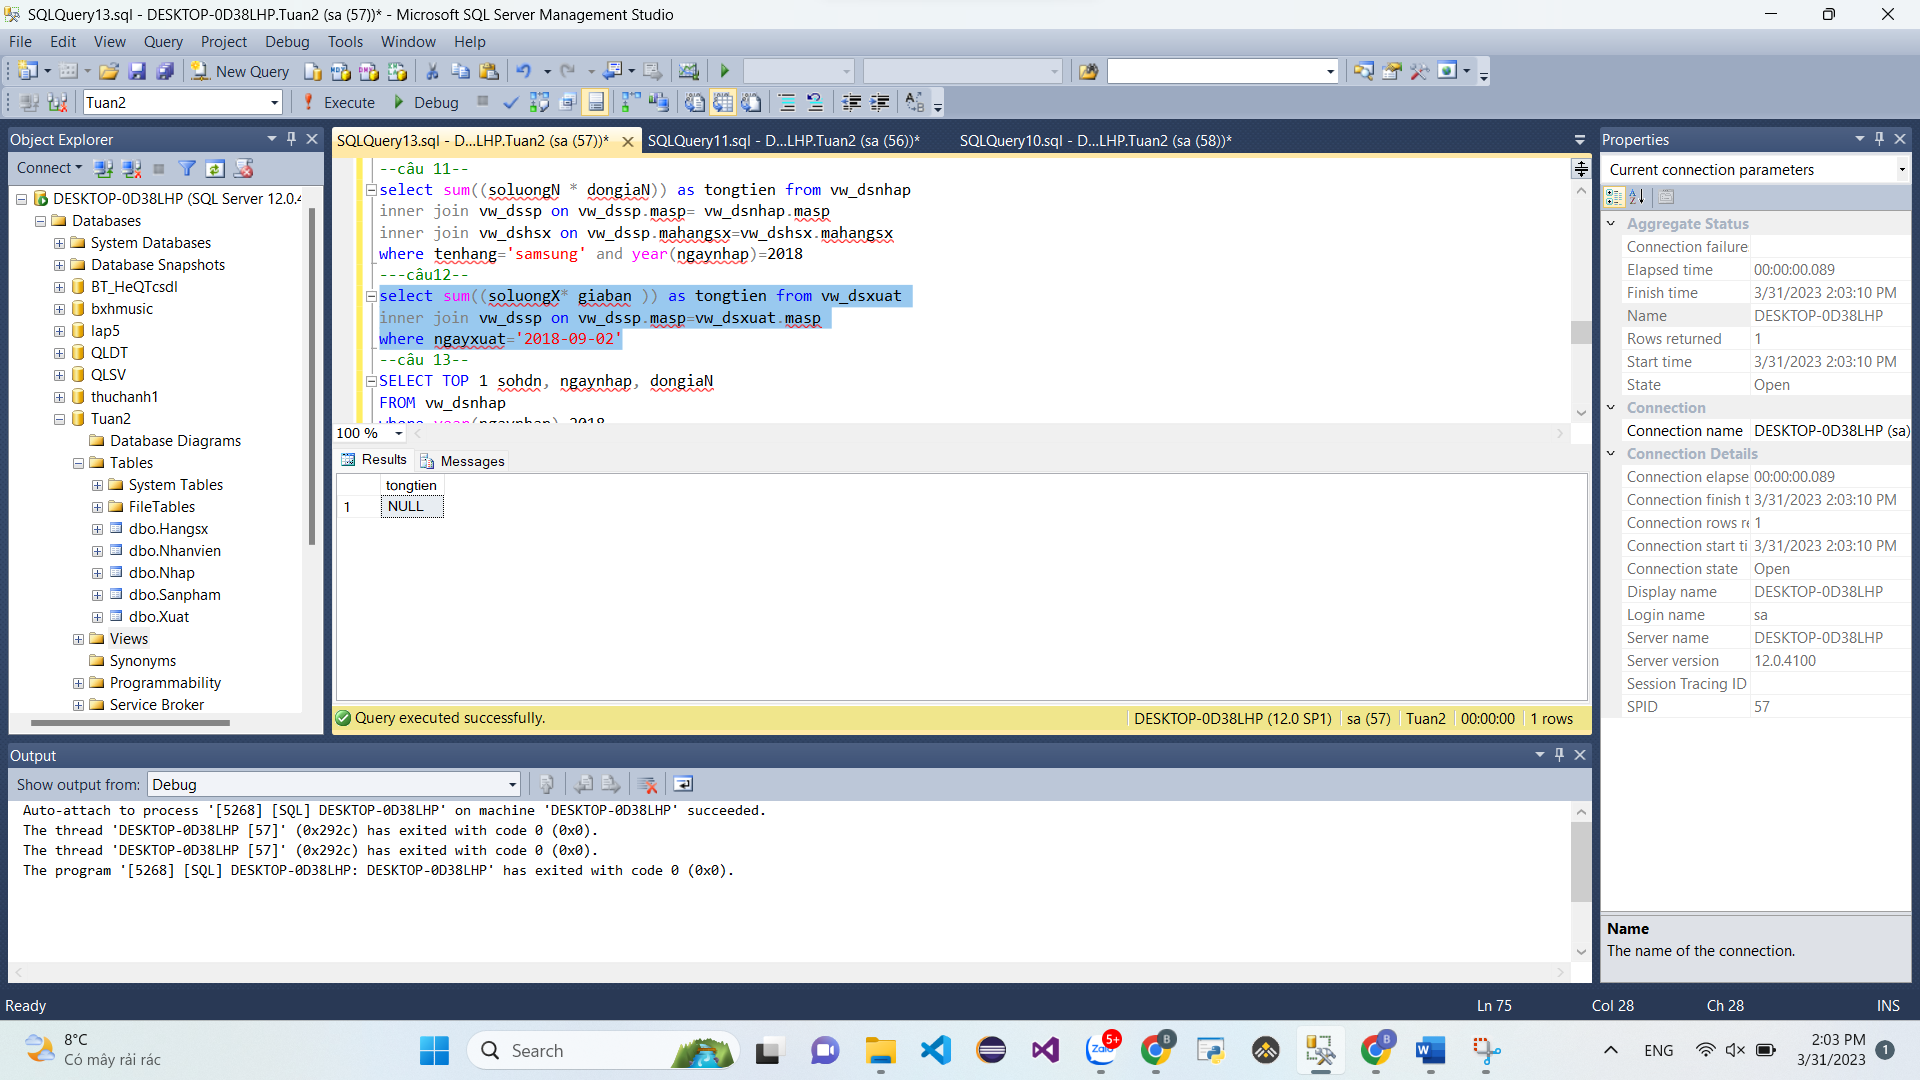 SQLQuery13.sql - DESKTOP-0D38LHP.Tuan2 (sa (57))* - Microsoft SQL Server Management Studio
File Edit View Query Project Debug Tools Window Help
New Query
Tuan2 Execute Debug
Object Explorer
Connect
DESKTOP-0D38LHP (SQL Server 12.0.4
Databases
System Databases
Database Snapshots
BT_HeQTcsdl
bxhmusic
lap5
QLDT
QLSV
thuchanh1
Tuan2
Database Diagrams
Tables
System Tables
FileTables
dbo.Hangsx
dbo.Nhanvien
dbo.Nhap
dbo.Sanpham
dbo.Xuat
Views
Synonyms
Programmability
Service Broker
SQLQuery13.sql - D...LHP.Tuan2 (sa (57))* SQLQuery11.sql - D...LHP.Tuan2 (sa (56))* SQLQuery10.sql - D...LHP.Tuan2 (sa (58))*
--câu 11--
select sum((soluongN * dongiaN)) as tongtien from vw_dsnhap
inner join vw_dssp on vw_dssp.masp= vw_dsnhap.masp
inner join vw_dshsx on vw_dssp.mahangsx=vw_dshsx.mahangsx
where tenhang='samsung' and year(ngaynhap)=2018
---câu12--
select sum((soluongX* giaban )) as tongtien from vw_dsxuat
inner join vw_dssp on vw_dssp.masp=vw_dsxuat.masp
where ngayxuat='2018-09-02'
--câu 13--
SELECT TOP 1 sohdn, ngaynhap, dongiaN
FROM vw_dsnhap
where year(ngaynhap)=2018
100 %
Results Messages
tongtien
1 NULL
Query executed successfully. DESKTOP-0D38LHP (12.0 SP1) sa (57) Tuan2 00:00:00 1 rows
Properties
Current connection parameters
Aggregate Status
Connection failure
Elapsed time 00:00:00.089
Finish time 3/31/2023 2:03:10 PM
Name DESKTOP-0D38LHP
Rows returned 1
Start time 3/31/2023 2:03:10 PM
State Open
Connection
Connection name DESKTOP-0D38LHP (sa)
Connection Details
Connection elapse 00:00:00.089
Connection finish t 3/31/2023 2:03:10 PM
Connection rows re 1
Connection start ti 3/31/2023 2:03:10 PM
Connection state Open
Display name DESKTOP-0D38LHP
Login name sa
Server name DESKTOP-0D38LHP
Server version 12.0.4100
Session Tracing ID
SPID 57
Name
The name of the connection.
Output
Show output from: Debug
Auto-attach to process '[5268] [SQL] DESKTOP-0D38LHP' on machine 'DESKTOP-0D38LHP' succeeded.
The thread 'DESKTOP-0D38LHP [57]' (0x292c) has exited with code 0 (0x0).
The thread 'DESKTOP-0D38LHP [57]' (0x292c) has exited with code 0 (0x0).
The program '[5268] [SQL] DESKTOP-0D38LHP: DESKTOP-0D38LHP' has exited with code 0 (0x0).
Ready Ln 75 Col 28 Ch 28 INS
8°C
Có mây rải rác
Search
Zalo 5+
B
B
ENG
2:03 PM
3/31/2023
1